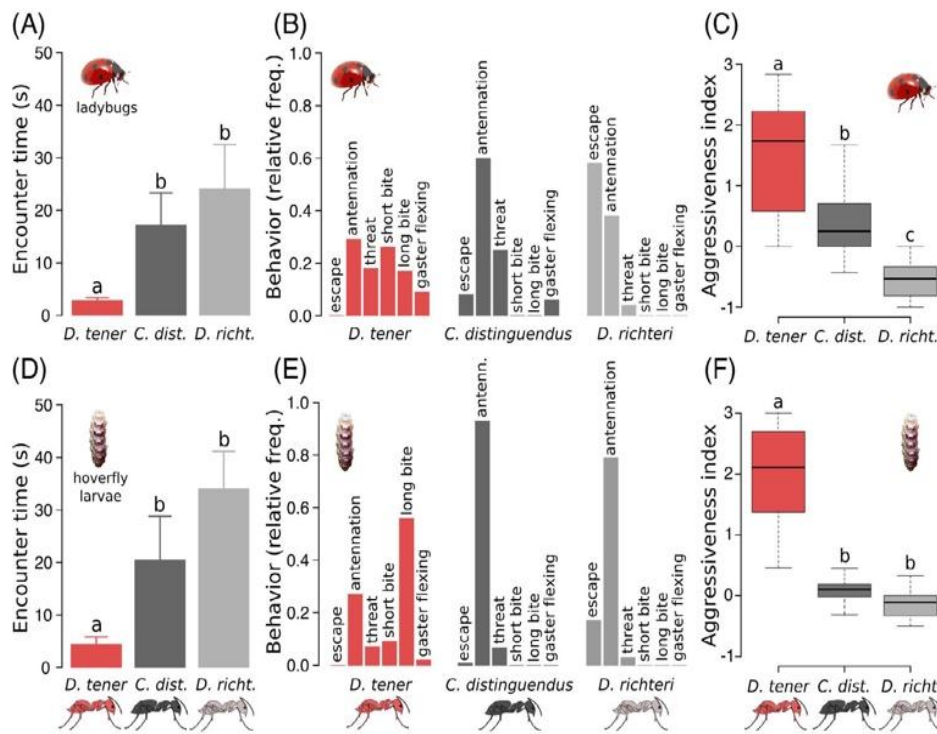 (A)
50
40
30
20
10
0
Encounter time (s)
ladybugs
a
b
b
D. tener
C. dist.
D. richt.
(B)
1.0
0.8
0.6
0.4
0.2
0.0
Behavior (relative freq.)
escape
antennation
threat
short bite
long bite
gaster flexing
D. tener
escape
antennation
threat
short bite
long bite
gaster flexing
C. distinguendus
escape
antennation
threat
short bite
long bite
gaster flexing
D. richteri
(C)
3
2
1
0
-1
Aggressiveness index
a
b
c
D. tener
C. dist.
D. richt.
(D)
50
40
30
20
10
0
Encounter time (s)
hoverfly
larvae
a
b
b
D. tener
C. dist.
D. richt.
(E)
1.0
0.8
0.6
0.4
0.2
0.0
Behavior (relative freq.)
escape
antennation
threat
short bite
long bite
gaster flexing
D. tener
escape
antenn.
threat
short bite
long bite
gaster flexing
C. distinguendus
escape
antennation
threat
short bite
long bite
gaster flexing
D. richteri
(F)
3
2
1
0
-1
Aggressiveness index
a
b
b
D. tener
C. dist.
D. richt.